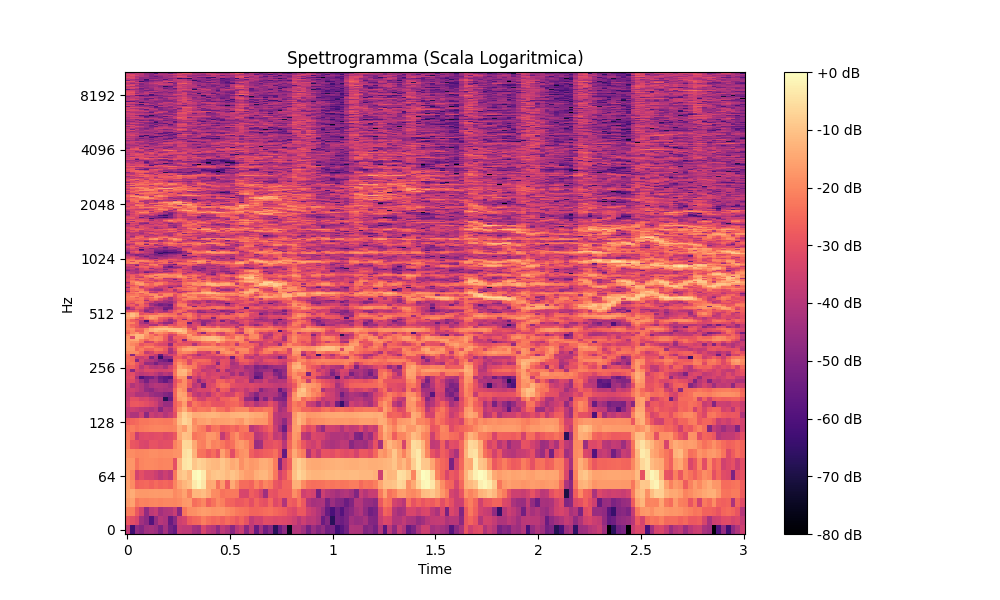 Spettrogramma (Scala Logaritmica)
8192
4096
2048
1024
512
256
128
64
0
Hz
0 0.5 1 1.5 2 2.5 3
Time
+0 dB
-10 dB
-20 dB
-30 dB
-40 dB
-50 dB
-60 dB
-70 dB
-80 dB